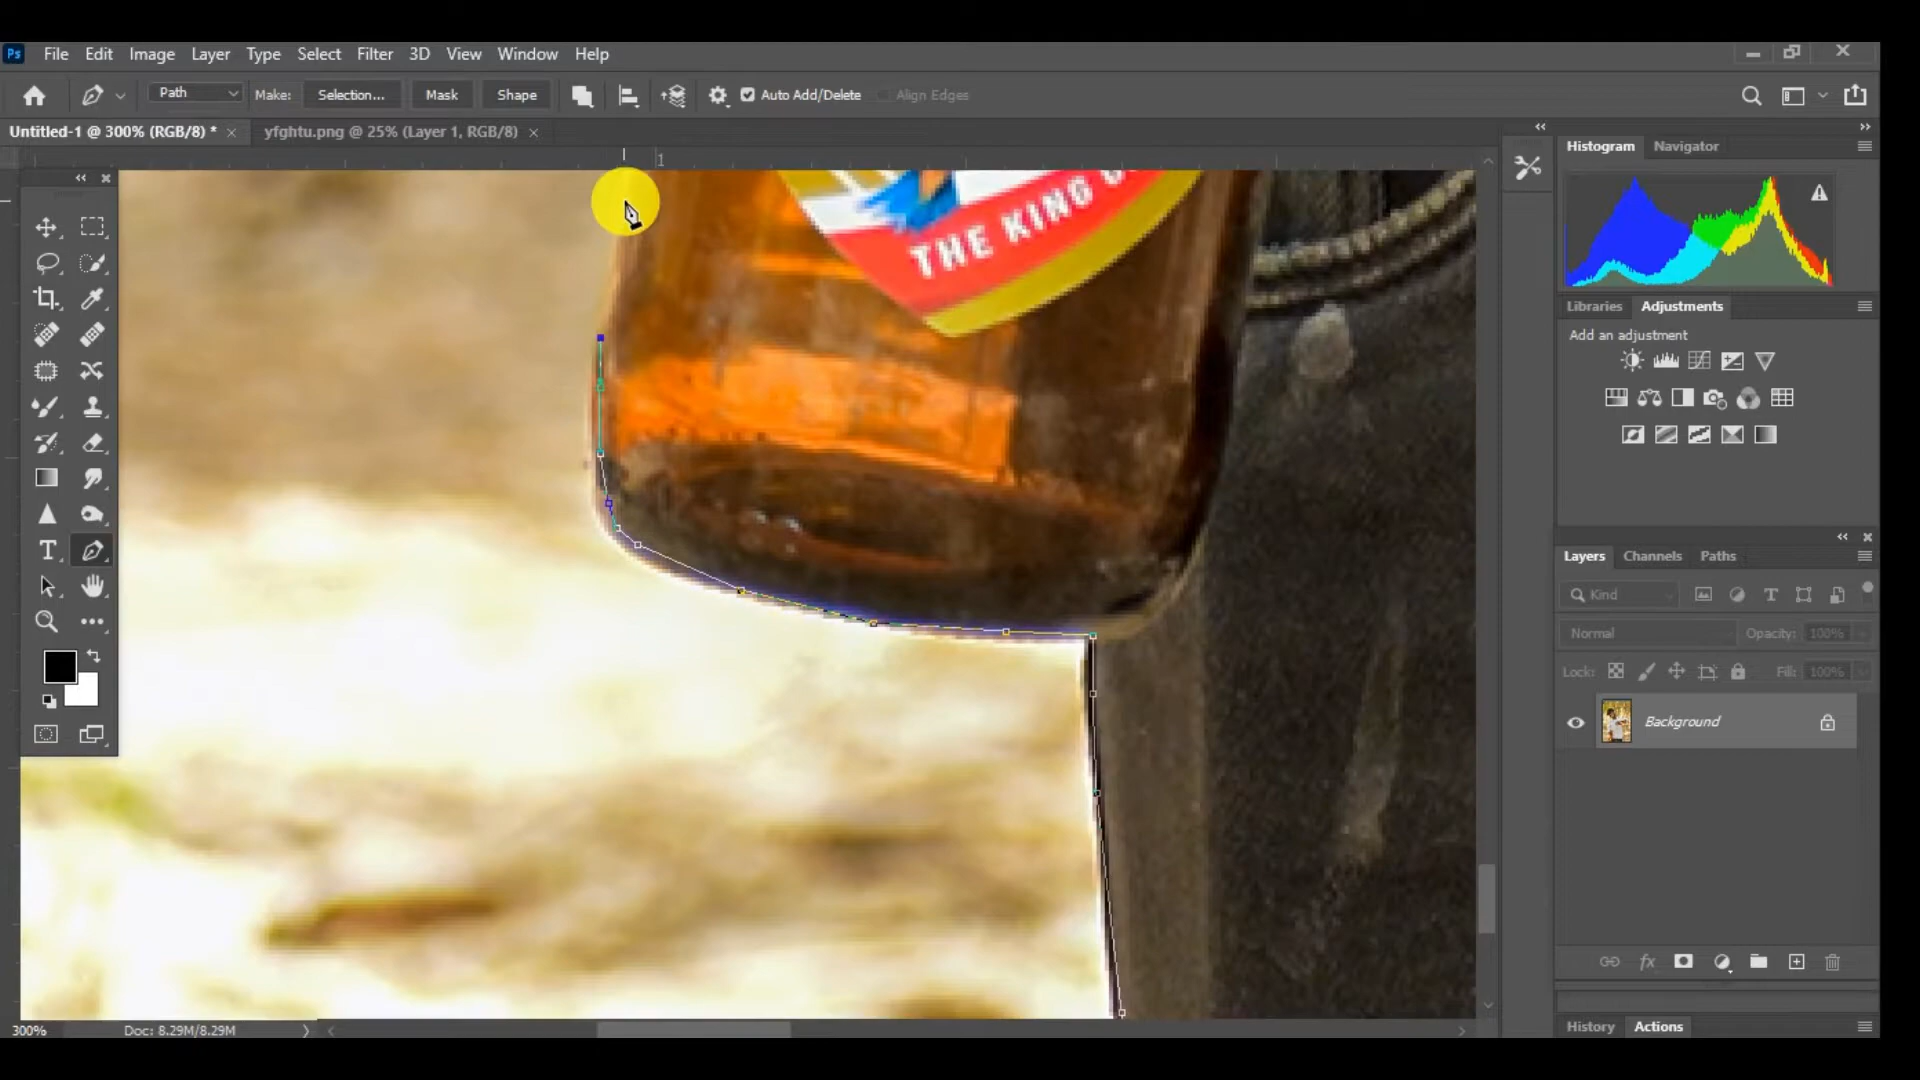 Ps File Edit Image Layer Type Select Filter 3D View Window Help
Path Make: Selection... Mask Shape Auto Add/Delete Align Edges
Untitled-1 @ 300% (RGB/8) * yfghtu.png @ 25% (Layer 1, RGB/8)
1
THE KING
T
Histogram Navigator
Libraries Adjustments
Add an adjustment
Layers Channels Paths
Kind
Normal Opacity: 100%
Lock: Fill: 100%
Background
fx
History Actions
300% Doc: 8.29M/8.29M